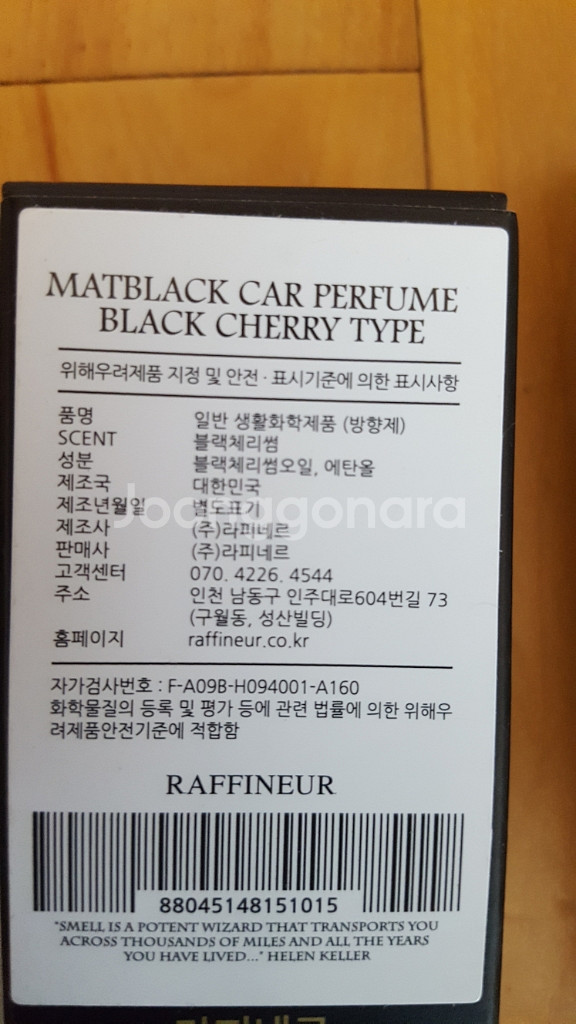 MATBLACK CAR PERFUME
BLACK CHERRY TYPE
위해우려제품 지정 및 안전 · 표시기준에 의한 표시사항
품명 일반 생활화학제품 (방향제)
SCENT 블랙체리썸
성분 블랙체리썸오일, 에탄올
제조국 대한민국
제조년월일 별도표기
제조사 (주)라피네르
판매사 (주)라피네르
고객센터 070. 4226. 4544
주소 인천 남동구 인주대로604번길 73
(구월동, 성산빌딩)
홈페이지 raffineur.co.kr
Joonggonara
자가검사번호 : F-A09B-H094001-A160
화학물질의 등록 및 평가 등에 관련 법률에 의한 위해우
려제품안전기준에 적합함
RAFFINEUR
88045148151015
"SMELL IS A POTENT WIZARD THAT TRANSPORTS YOU
ACROSS THOUSANDS OF MILES AND ALL THE YEARS
YOU HAVE LIVED..." HELEN KELLER